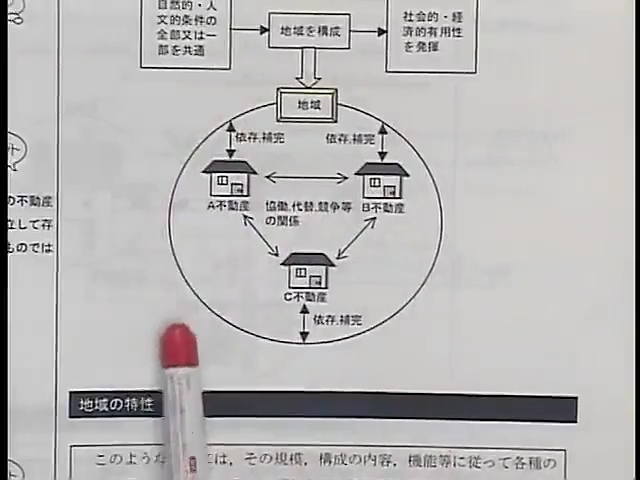 自然的・人
文的条件の
全部又は一
部を共通
地域を構成
社会的・経
済的有用性
を発揮
地域
依存,補完
依存,補完
A不動産
B不動産
協働,代替,競争等
の関係
C不動産
依存,補完
の不動産
立して存
ものでは
地域の特性
このような
は，その規模，構成の内容，機能等に従って各種の